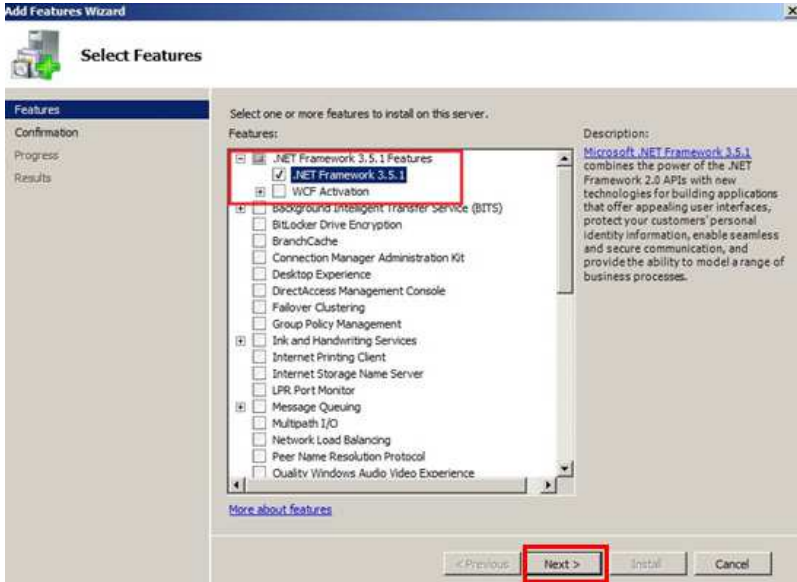 Add Features Wizard
Select Features
Features
Confirmation
Progress
Results
Select one or more features to install on this server.
Features:
.NET Framework 3.5.1 Features
.NET Framework 3.5.1
WCF Activation
Background Intelligent Transfer Service (BITS)
BitLocker Drive Encryption
BranchCache
Connection Manager Administration Kit
Desktop Experience
DirectAccess Management Console
Failover Clustering
Group Policy Management
Ink and Handwriting Services
Internet Printing Client
Internet Storage Name Server
LPR Port Monitor
Message Queuing
Multipath I/O
Network Load Balancing
Peer Name Resolution Protocol
Quality Windows Audio Video Experience
More about features
Description:
Microsoft .NET Framework 3.5.1
combines the power of the .NET
Framework 2.0 APIs with new
technologies for building applications
that offer appealing user interfaces,
protect your customers' personal
identity information, enable seamless
and secure communication, and
provide the ability to model a range of
business processes.
< Previous
Next >
Install
Cancel